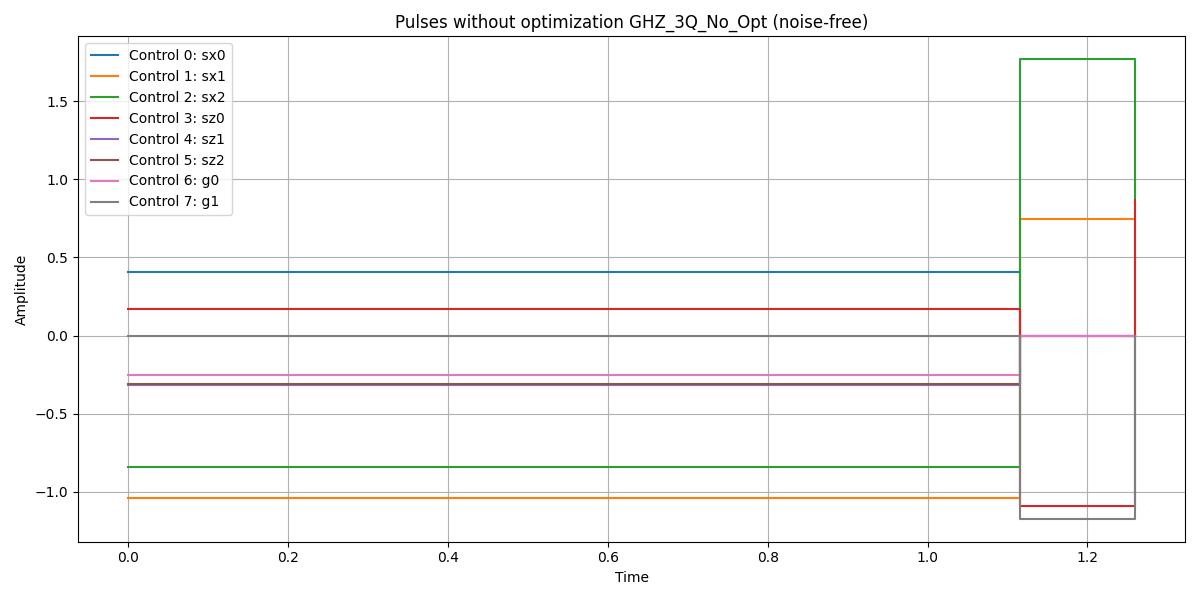 Pulses without optimization GHZ_3Q_No_Opt (noise-free)
Control 0: sx0
Control 1: sx1
Control 2: sx2
Control 3: sz0
Control 4: sz1
Control 5: sz2
Control 6: g0
Control 7: g1
Amplitude
1.5
1.0
0.5
0.0
−0.5
−1.0
0.0 0.2 0.4 0.6 0.8 1.0 1.2
Time